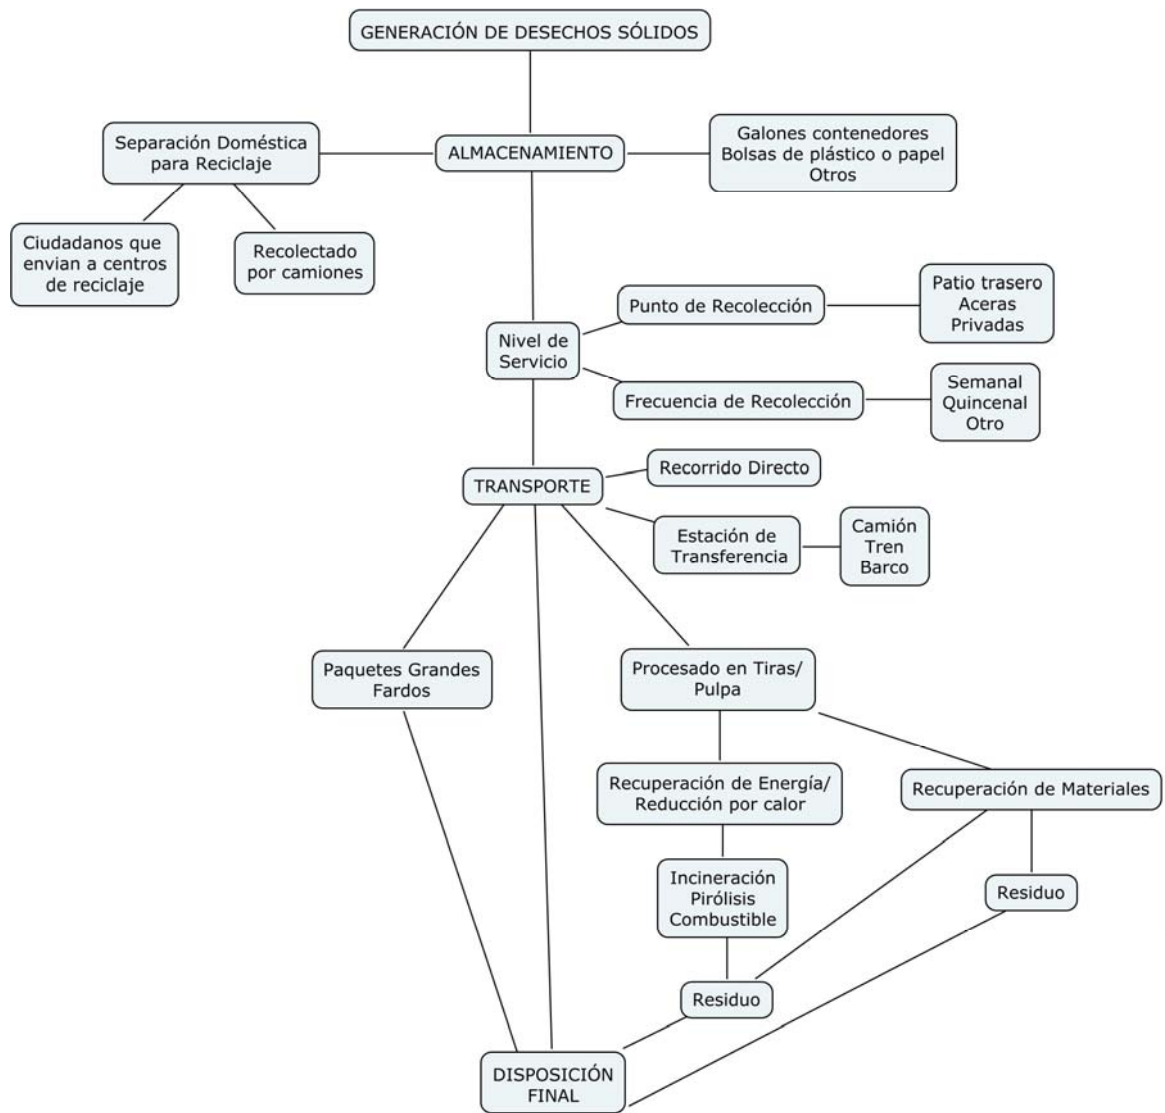 GENERACIÓN DE DESECHOS SÓLIDOS
Separación Doméstica
para Reciclaje
ALMACENAMIENTO
Galones contenedores
Bolsas de plástico o papel
Otros
Ciudadanos que
envian a centros
de reciclaje
Recolectado
por camiones
Nivel de
Servicio
Punto de Recolección
Patio trasero
Aceras
Privadas
Frecuencia de Recolección
Semanal
Quincenal
Otro
TRANSPORTE
Recorrido Directo
Estación de
Transferencia
Camión
Tren
Barco
Paquetes Grandes
Fardos
Procesado en Tiras/
Pulpa
Recuperación de Energía/
Reducción por calor
Recuperación de Materiales
Incineración
Pirólisis
Combustible
Residuo
Residuo
DISPOSICIÓN
FINAL